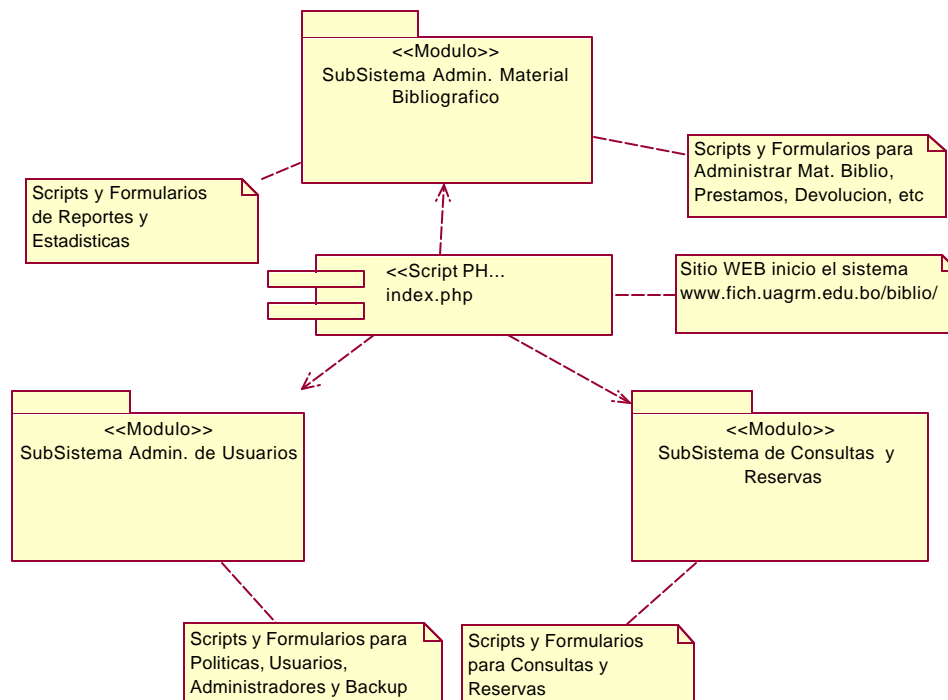 <<Modulo>>
SubSistema Admin. Material
Bibliografico
Scripts y Formularios para
Administrar Mat. Biblio,
Prestamos, Devolucion, etc
Scripts y Formularios
de Reportes y
Estadisticas
<<Script PH...
index.php
Sitio WEB inicio el sistema
www.fich.uagrm.edu.bo/biblio/
<<Modulo>>
SubSistema Admin. de Usuarios
<<Modulo>>
SubSistema de Consultas y
Reservas
Scripts y Formularios para
Politicas, Usuarios,
Administradores y Backup
Scripts y Formularios
para Consultas y
Reservas